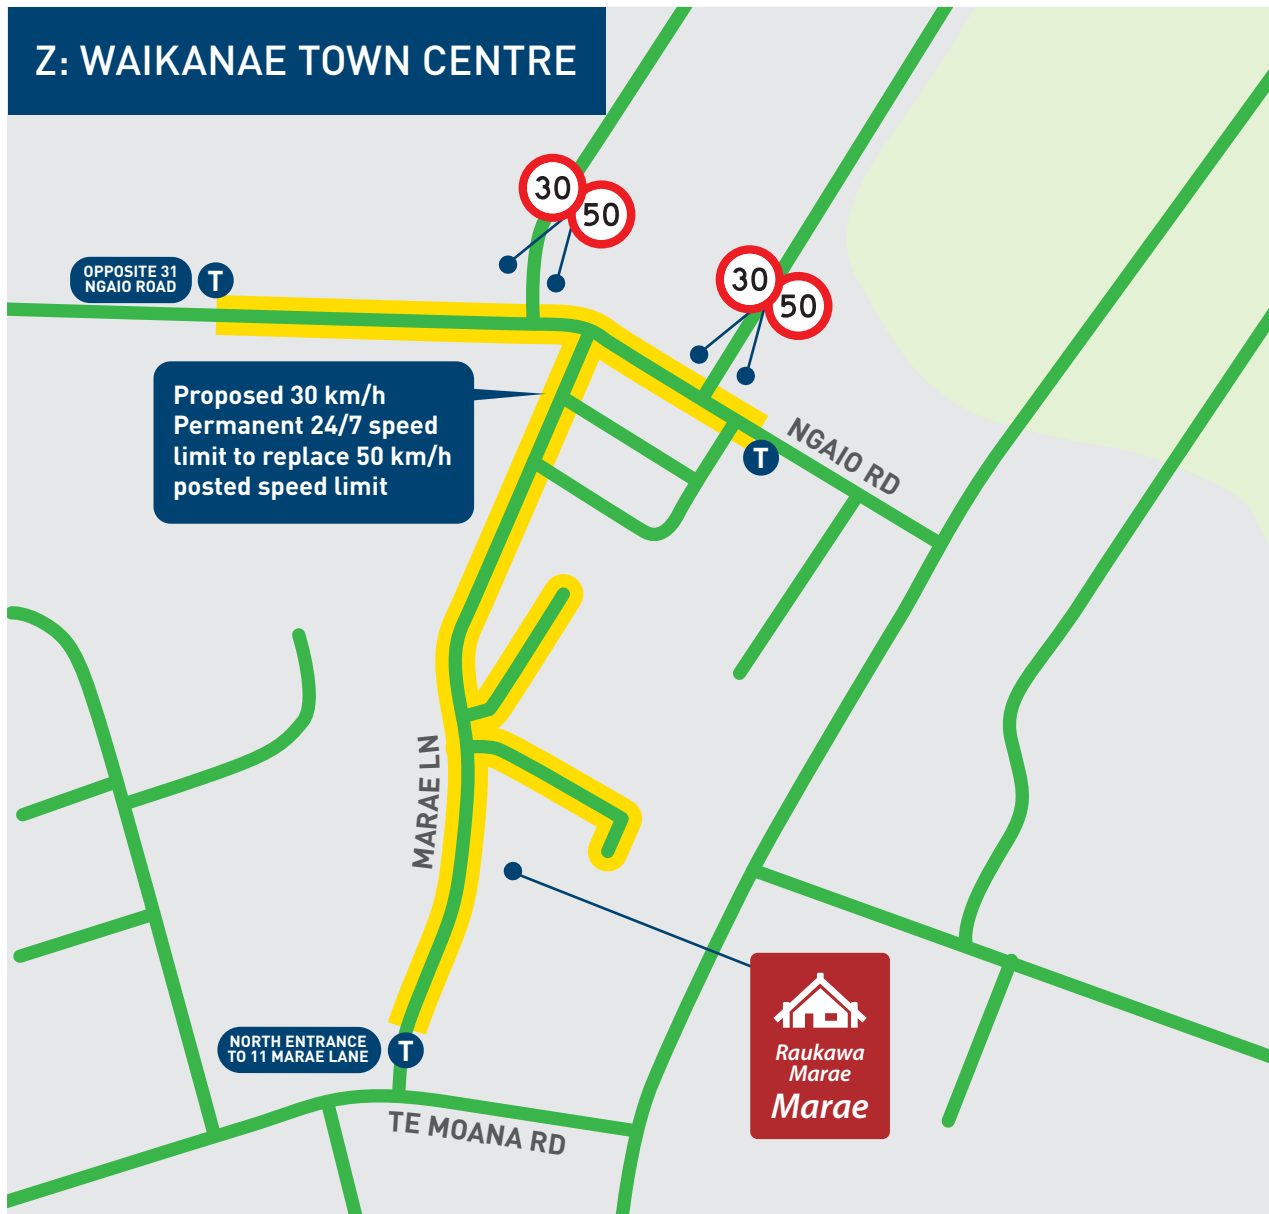 Z: WAIKANAE TOWN CENTRE
30
50
OPPOSITE 31
NGAIO ROAD
T
30
50
Proposed 30 km/h
Permanent 24/7 speed
limit to replace 50 km/h
posted speed limit
NGAIO RD
T
MARAE LN
NORTH ENTRANCE
TO 11 MARAE LANE
T
Raukawa
Marae
Marae
TE MOANA RD